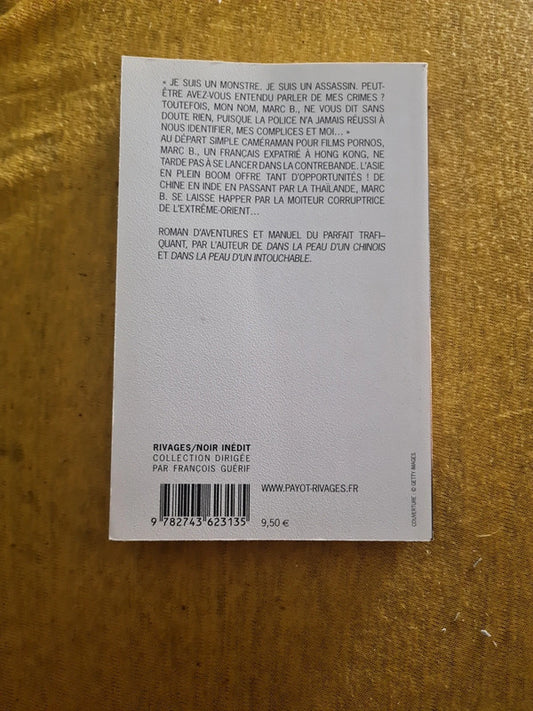 « JE SUIS UN MONSTRE. JE SUIS UN ASSASSIN. PEUT-
ÊTRE AVEZ-VOUS ENTENDU PARLER DE MES CRIMES ?
TOUTEFOIS, MON NOM, MARC B., NE VOUS DIT SANS
DOUTE RIEN, PUISQUE LA POLICE N'A JAMAIS RÉUSSI À
NOUS IDENTIFIER, MES COMPLICES ET MOI... »
AU DÉPART SIMPLE CAMÉRAMAN POUR FILMS PORNOS,
MARC B., UN FRANÇAIS EXPATRIÉ À HONG KONG, NE
TARDE PAS À SE LANCER DANS LA CONTREBANDE. L'ASIE
EN PLEIN BOOM OFFRE TANT D'OPPORTUNITÉS ! DE
CHINE EN INDE EN PASSANT PAR LA THAÏLANDE, MARC
B. SE LAISSE HAPPER PAR LA MOITEUR CORRUPTRICE
DE L'EXTRÊME-ORIENT...
ROMAN D'AVENTURES ET MANUEL DU PARFAIT TRAFI-
QUANT, PAR L'AUTEUR DE DANS LA PEAU D'UN CHINOIS
ET DANS LA PEAU D'UN INTOUCHABLE.
RIVAGES/NOIR INÉDIT
COLLECTION DIRIGÉE
PAR FRANÇOIS GUÉRIF
WWW.PAYOT-RIVAGES.FR
9 782743 623135
9,50 €
COUVERTURE : © GETTY IMAGES